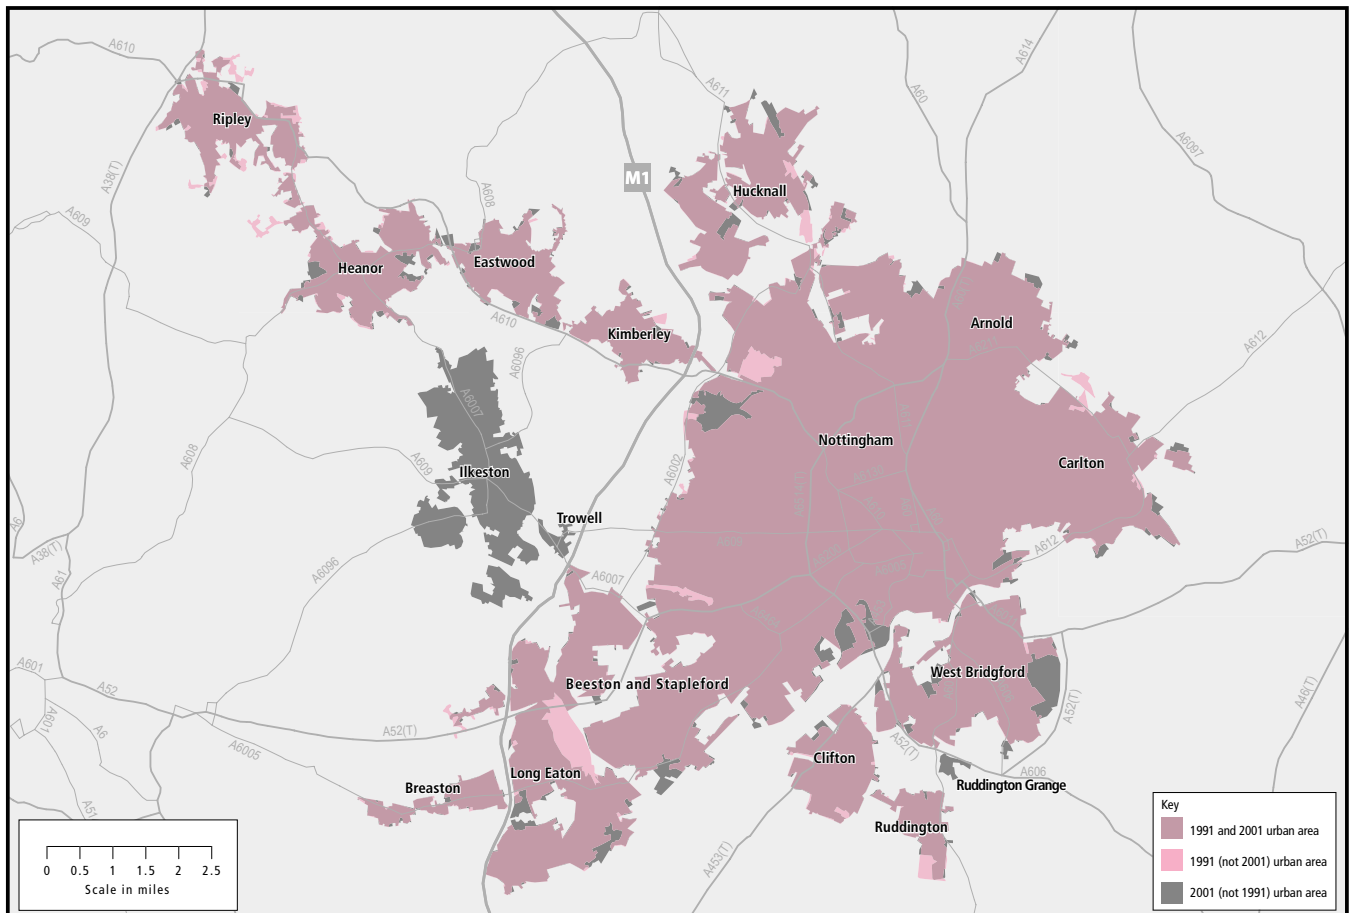 A610
A611
A60
A614
A6097
Ripley
A38(T)
M1
A608
Hucknall
A609
Heanor
Eastwood
A610
Kimberley
Arnold
A612
A6096
A6007
Nottingham
A608
A609
Ilkeston
A6002
Carlton
Trowell
A6
A38(T)
A61
A6096
A6007
A612
A52(T)
A601
A52
A601
A6
A6005
A52(T)
Beeston and Stapleford
West Bridgford
A52(T)
A46(T)
Clifton
A52(T)
Long Eaton
Breaston
A606
Ruddington Grange
Ruddington
A51
A453(T)
0 0.5 1 2 2.5
Scale in miles
Key
1991 and 2001 urban area
1991 (not 2001) urban area
2001 (not 1991) urban area